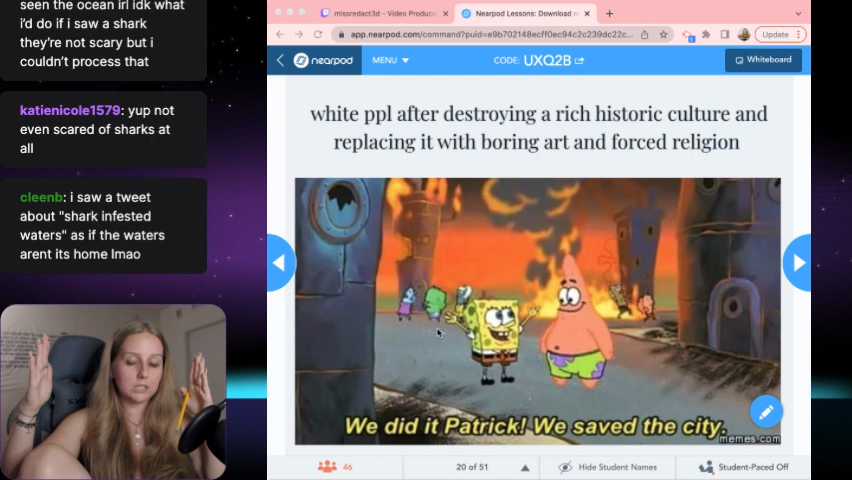 seen the ocean irl idk what
i'd do if i saw a shark
they're not scary but i
couldn't process that
katienicole1579: yup not
even scared of sharks at
all
cleenb: i saw a tweet
about "shark infested
waters" as if the waters
arent its home lmao
missredact3d - Video Produce
Nearpod Lessons: Download
app.nearpod.com/command?puid=e9b702148ecff0ec94c2c239dc22c...
Update
nearpod
MENU
CODE: UXQ2B
Whiteboard
white ppl after destroying a rich historic culture and
replacing it with boring art and forced religion
We did it Patrick! We saved the city.
memes.com
46
20 of 51
Hide Student Names
Student-Paced Off